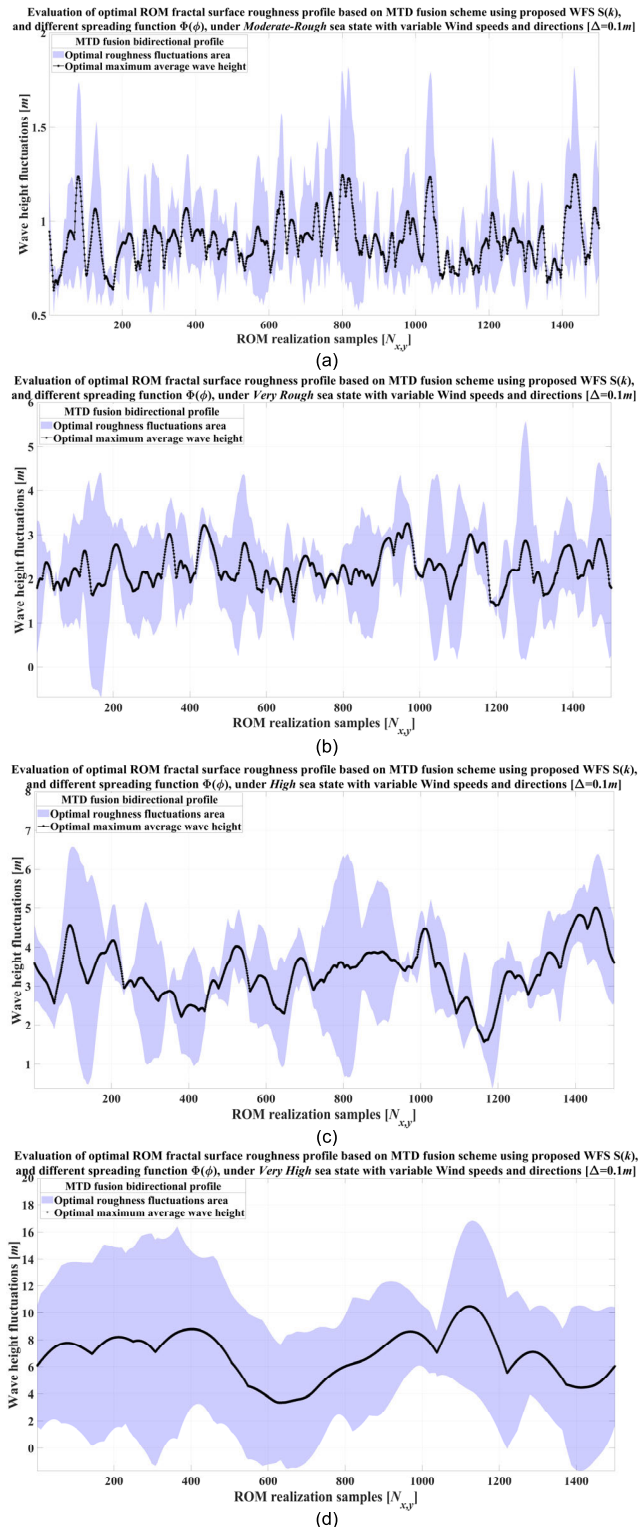 Evaluation of optimal ROM fractal surface roughness profile based on MTD fusion scheme using proposed WFS S(k),
and different spreading function Φ(ϕ), under Moderate-Rough sea state with variable Wind speeds and directions [Δ=0.1m]
2
MTD fusion bidirectional profile
Optimal roughness fluctuations area
Optimal maximum average wave height
Wave height fluctuations [m]
1.5
1
0.5
200 400 600 800 1000 1200 1400
ROM realization samples [Nx,y]
(a)
Evaluation of optimal ROM fractal surface roughness profile based on MTD fusion scheme using proposed WFS S(k),
and different spreading function Φ(ϕ), under Very Rough sea state with variable Wind speeds and directions [Δ=0.1m]
6
MTD fusion bidirectional profile
Optimal roughness fluctuations area
Optimal maximum average wave height
Wave height fluctuations [m]
5
4
3
2
1
0
200 400 600 800 1000 1200 1400
ROM realization samples [Nx,y]
(b)
Evaluation of optimal ROM fractal surface roughness profile based on MTD fusion scheme using proposed WFS S(k),
and different spreading function Φ(ϕ), under High sea state with variable Wind speeds and directions [Δ=0.1m]
8
MTD fusion bidirectional profile
Optimal roughness fluctuations area
Optimal maximum average wave height
Wave height fluctuations [m]
7
6
5
4
3
2
1
200 400 600 800 1000 1200 1400
ROM realization samples [Nx,y]
(c)
Evaluation of optimal ROM fractal surface roughness profile based on MTD fusion scheme using proposed WFS S(k),
and different spreading function Φ(ϕ), under Very High sea state with variable Wind speeds and directions [Δ=0.1m]
20
MTD fusion bidirectional profile
Optimal roughness fluctuations area
Optimal maximum average wave height
Wave height fluctuations [m]
18
16
14
12
10
8
6
4
2
0
200 400 600 800 1000 1200 1400
ROM realization samples [Nx,y]
(d)